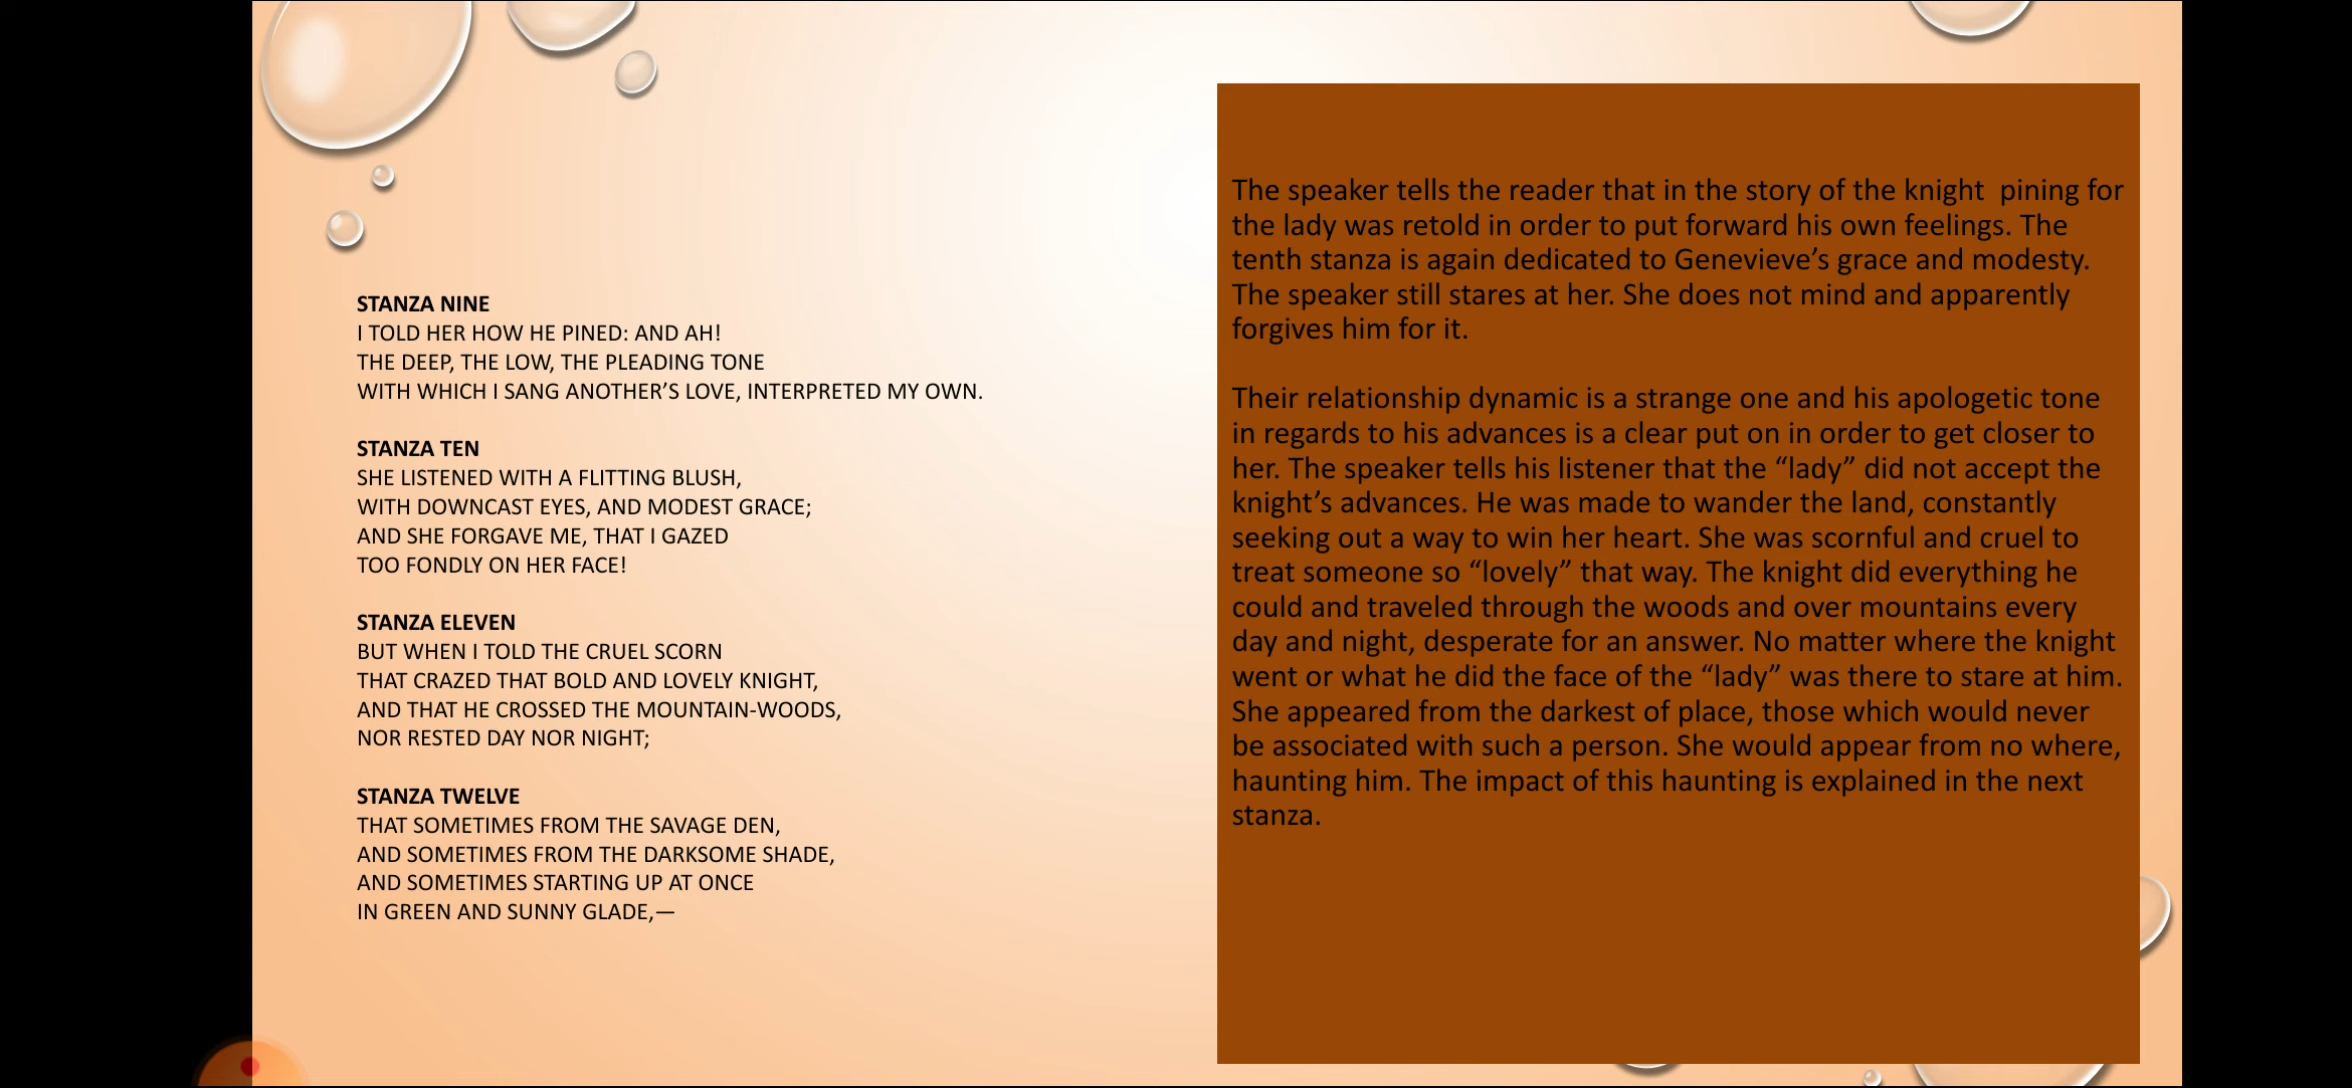 STANZA NINE
I TOLD HER HOW HE PINED: AND AH!
THE DEEP, THE LOW, THE PLEADING TONE
WITH WHICH I SANG ANOTHER’S LOVE, INTERPRETED MY OWN.
STANZA TEN
SHE LISTENED WITH A FLITTING BLUSH,
WITH DOWNCAST EYES, AND MODEST GRACE;
AND SHE FORGAVE ME, THAT I GAZED
TOO FONDLY ON HER FACE!
STANZA ELEVEN
BUT WHEN I TOLD THE CRUEL SCORN
THAT CRAZED THAT BOLD AND LOVELY KNIGHT,
AND THAT HE CROSSED THE MOUNTAIN-WOODS,
NOR RESTED DAY NOR NIGHT;
STANZA TWELVE
THAT SOMETIMES FROM THE SAVAGE DEN,
AND SOMETIMES FROM THE DARKSOME SHADE,
AND SOMETIMES STARTING UP AT ONCE
IN GREEN AND SUNNY GLADE,—
The speaker tells the reader that in the story of the knight  pining for
the lady was retold in order to put forward his own feelings. The
tenth stanza is again dedicated to Genevieve’s grace and modesty.
The speaker still stares at her. She does not mind and apparently
forgives him for it.
Their relationship dynamic is a strange one and his apologetic tone
in regards to his advances is a clear put on in order to get closer to
her. The speaker tells his listener that the “lady” did not accept the
knight’s advances. He was made to wander the land, constantly
seeking out a way to win her heart. She was scornful and cruel to
treat someone so “lovely” that way. The knight did everything he
could and traveled through the woods and over mountains every
day and night, desperate for an answer. No matter where the knight
went or what he did the face of the “lady” was there to stare at him.
She appeared from the darkest of place, those which would never
be associated with such a person. She would appear from no where,
haunting him. The impact of this haunting is explained in the next
stanza.